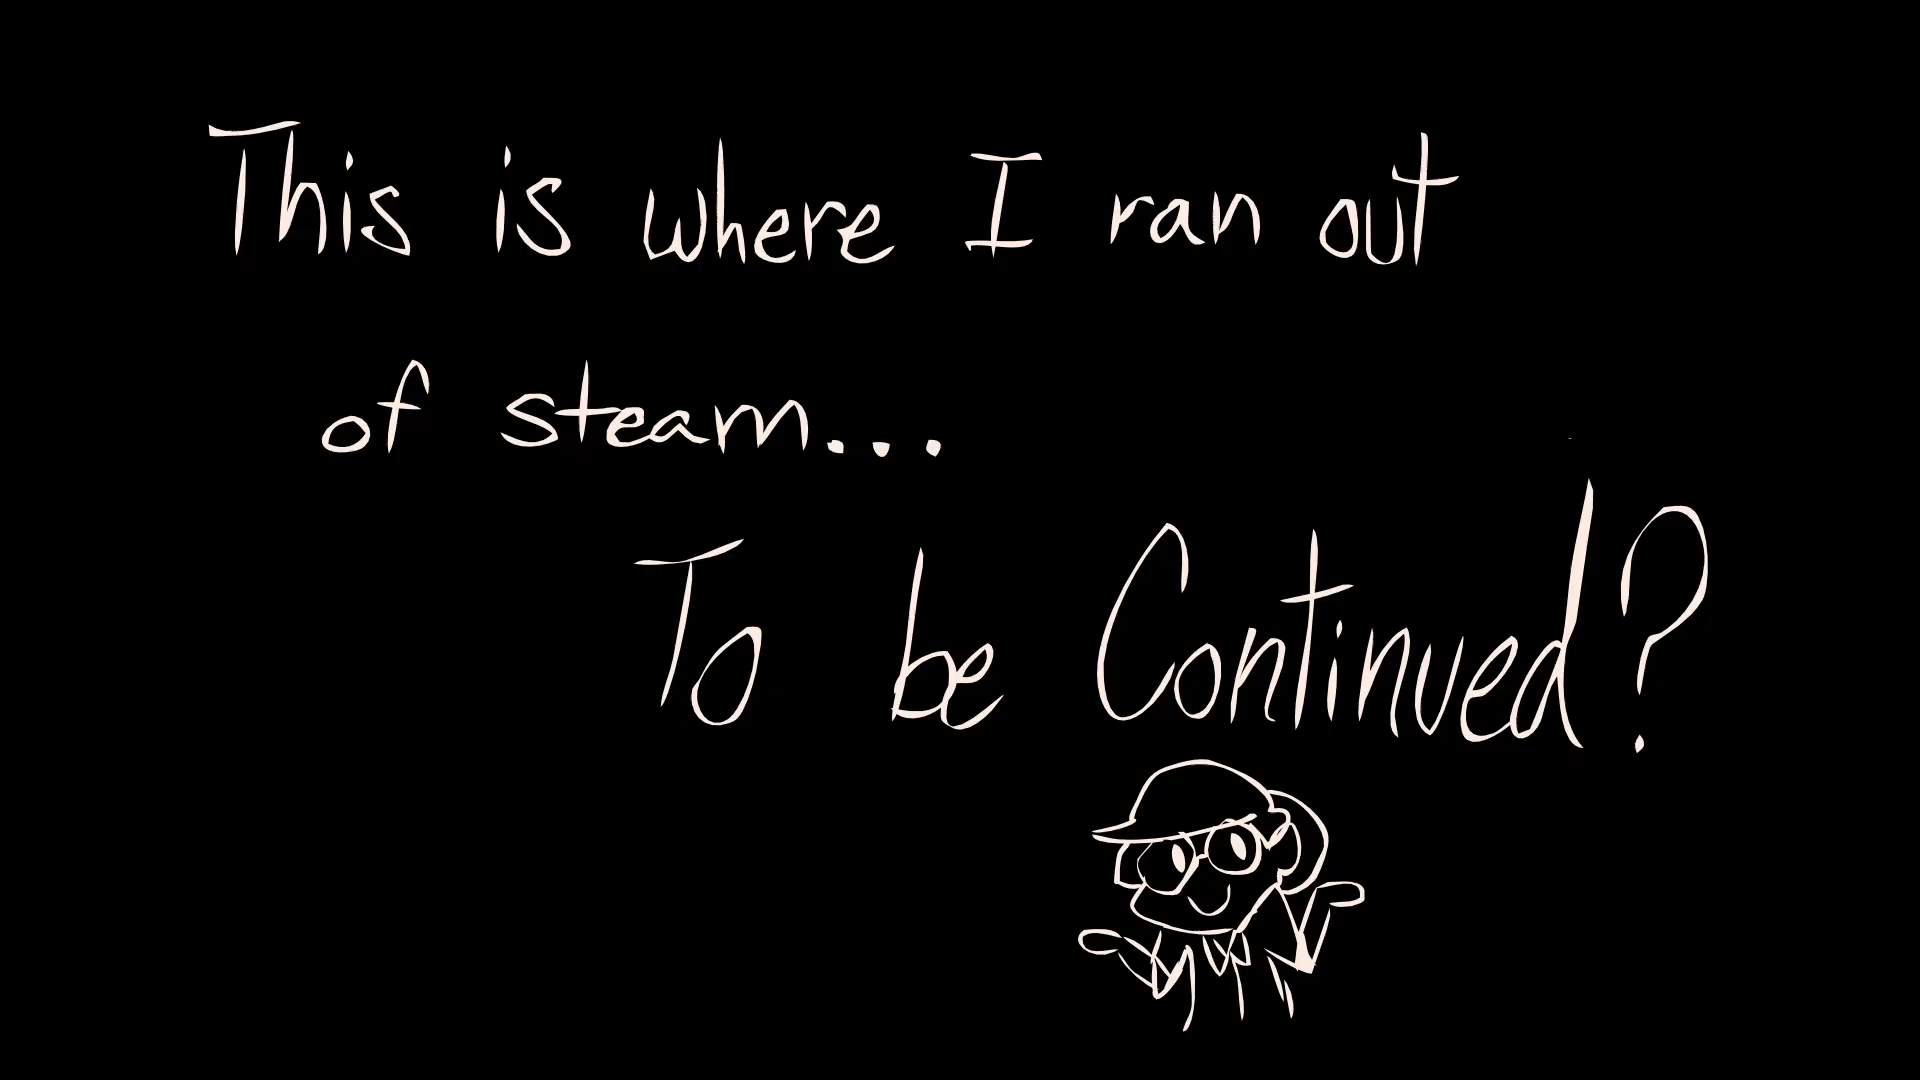 This is where I ran out
of steam...
To be Continued?